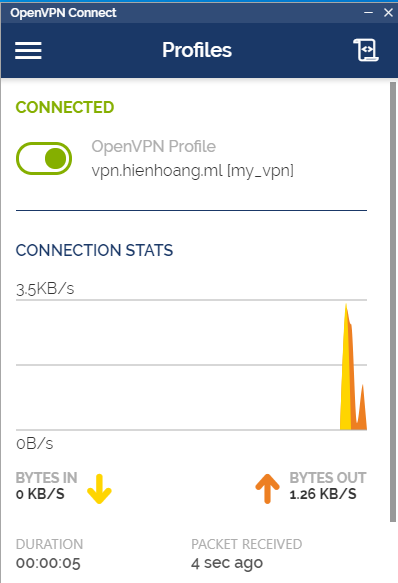 OpenVPN Connect
Profiles
CONNECTED
OpenVPN Profile
vpn.hienhoang.ml [my_vpn]
CONNECTION STATS
3.5KB/s
0B/s
BYTES IN
0 KB/S
BYTES OUT
1.26 KB/S
DURATION
00:00:05
PACKET RECEIVED
4 sec ago